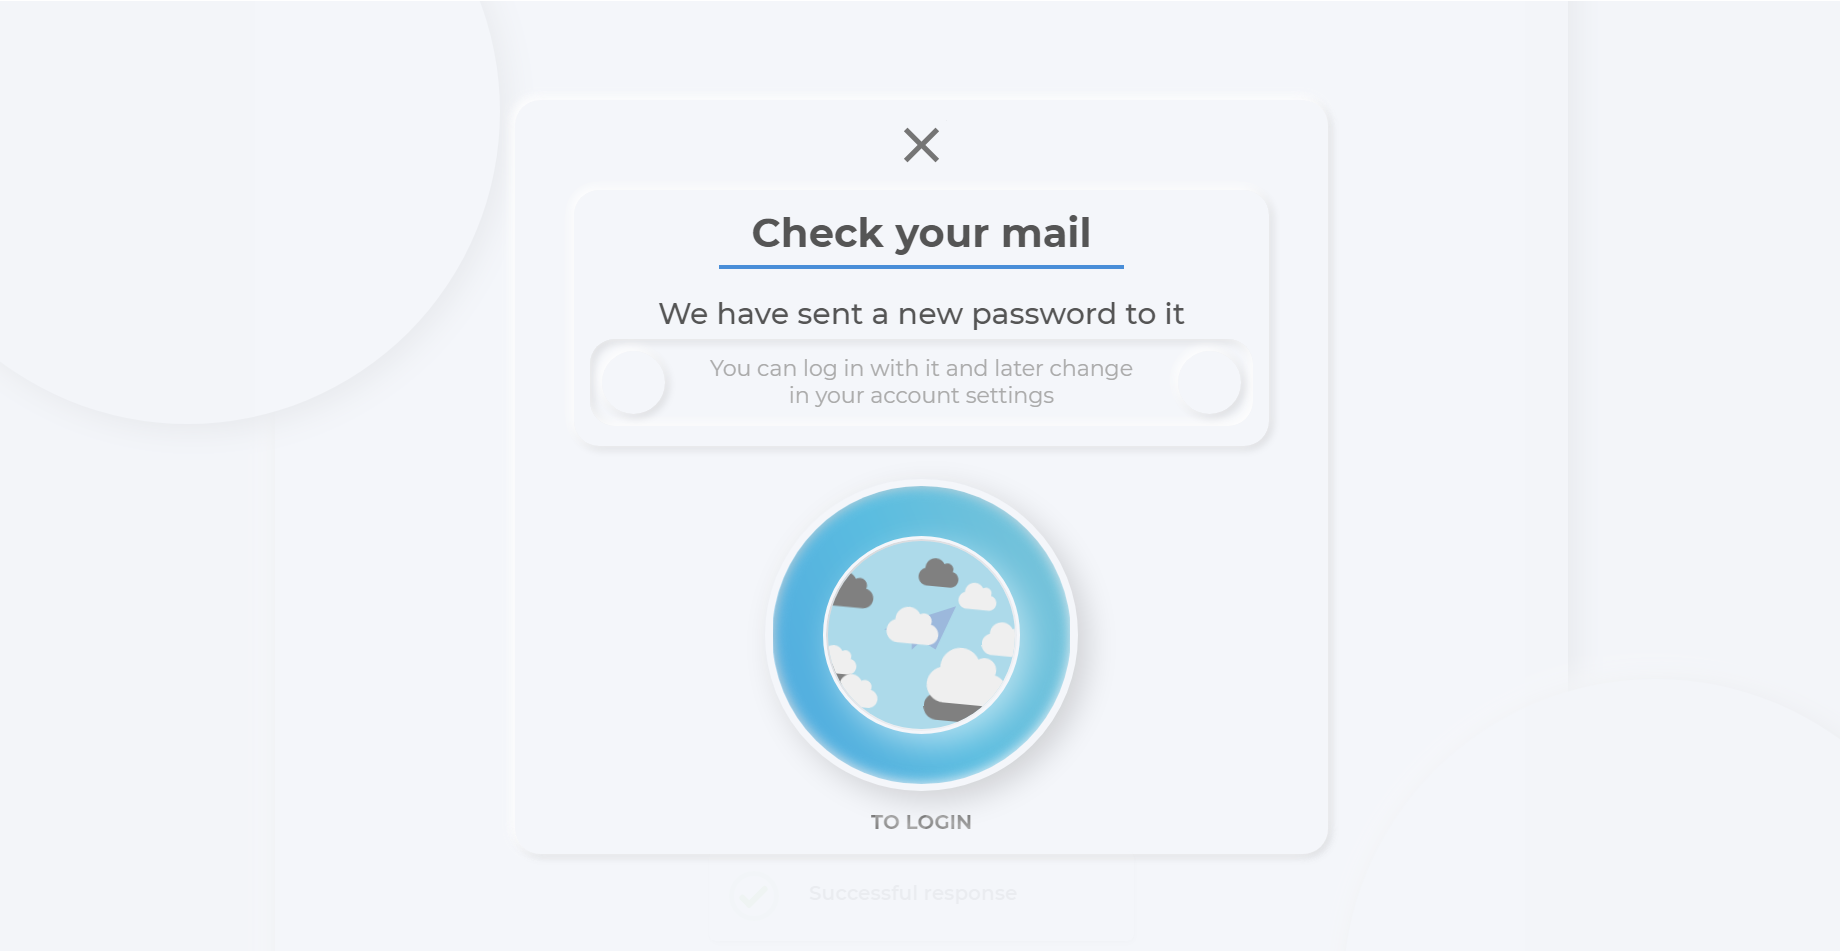 Check your mail
We have sent a new password to it
You can log in with it and later change
in your account settings
TO LOGIN
Successful response